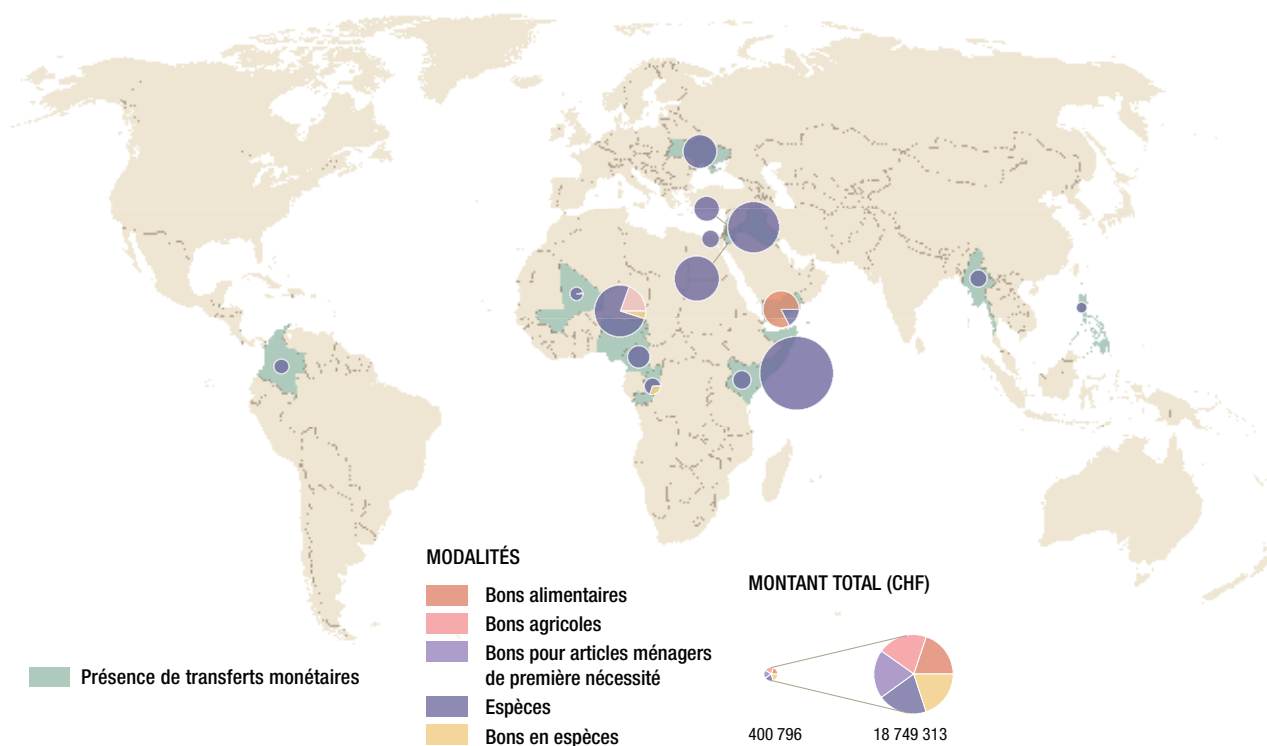 MODALITÉS
Bons alimentaires
Bons agricoles
Bons pour articles ménagers
de première nécessité
Espèces
Bons en espèces
MONTANT TOTAL (CHF)
400 796
18 749 313
Présence de transferts monétaires